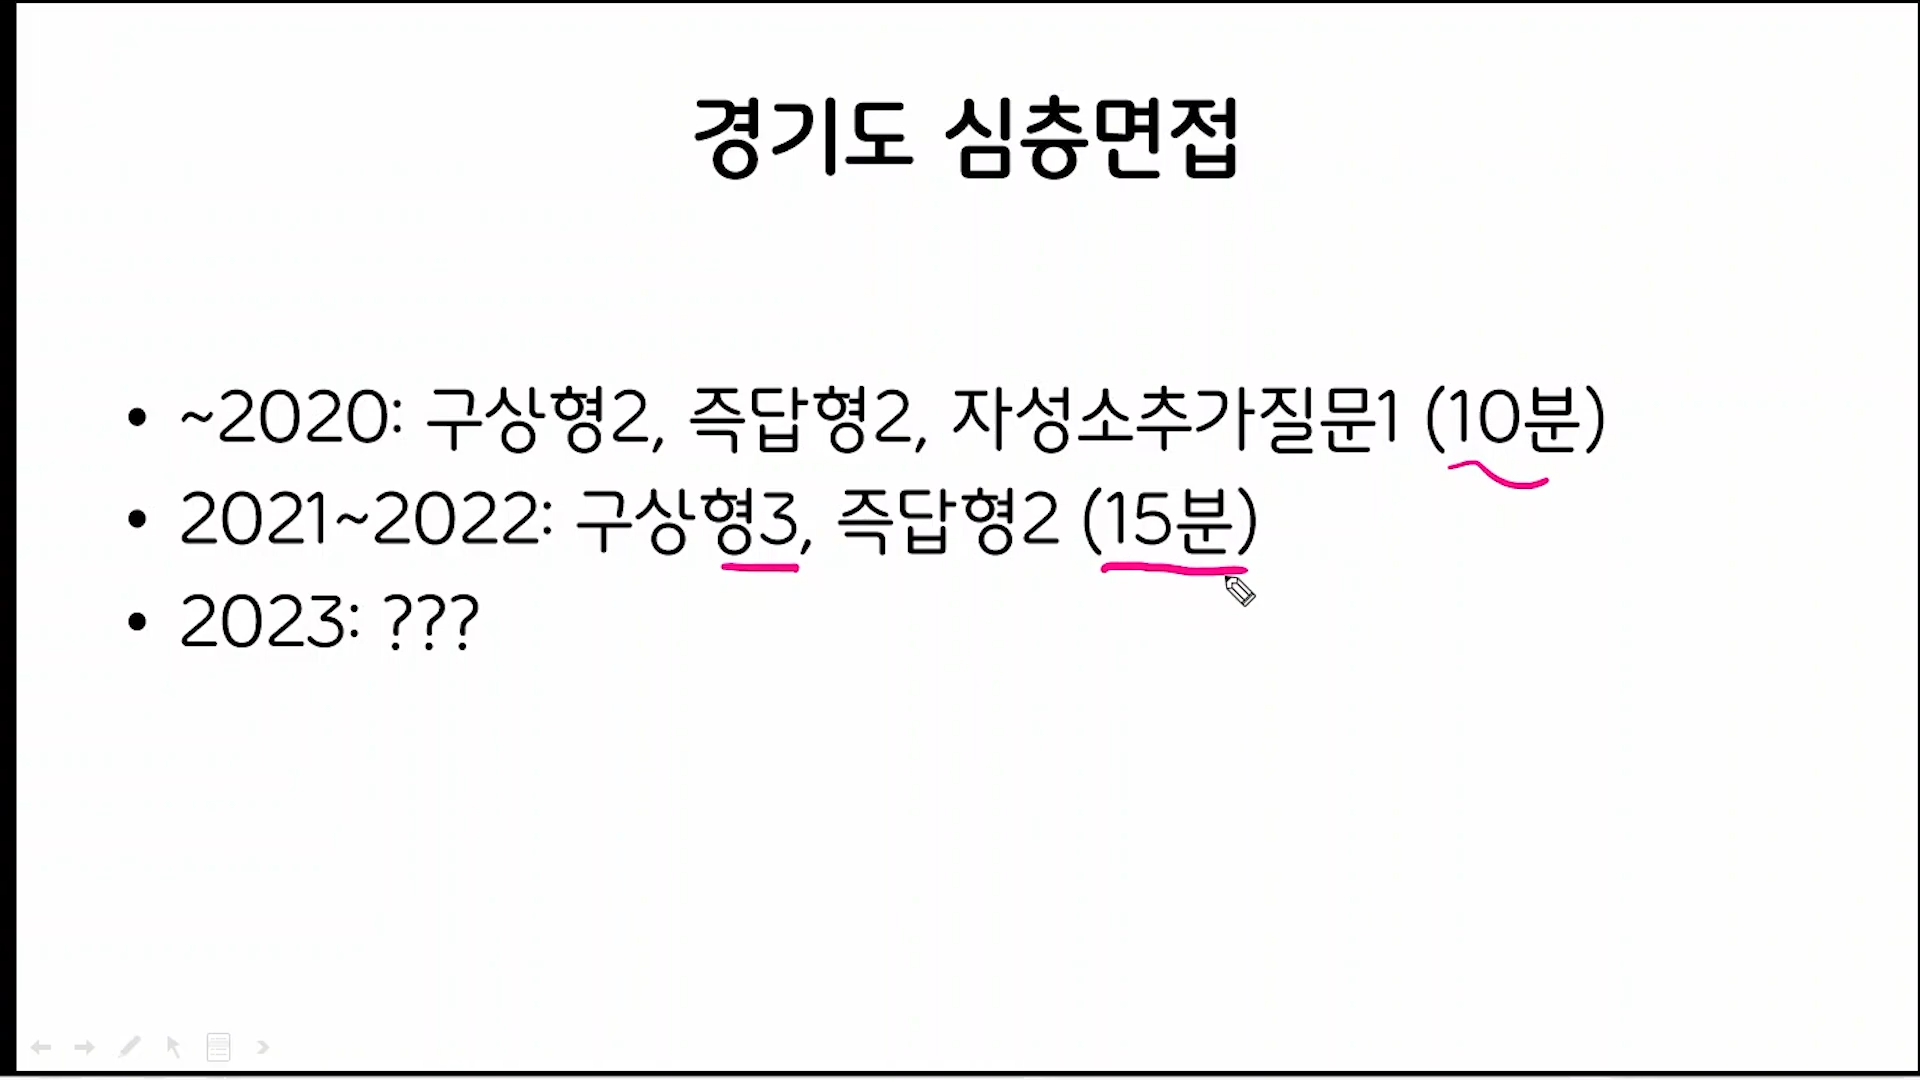 경기도 심층면접
• ~2020: 구상형2, 즉답형2, 자성소추가질문1 (10분)
• 2021~2022: 구상형3, 즉답형2 (15분)
• 2023: ???